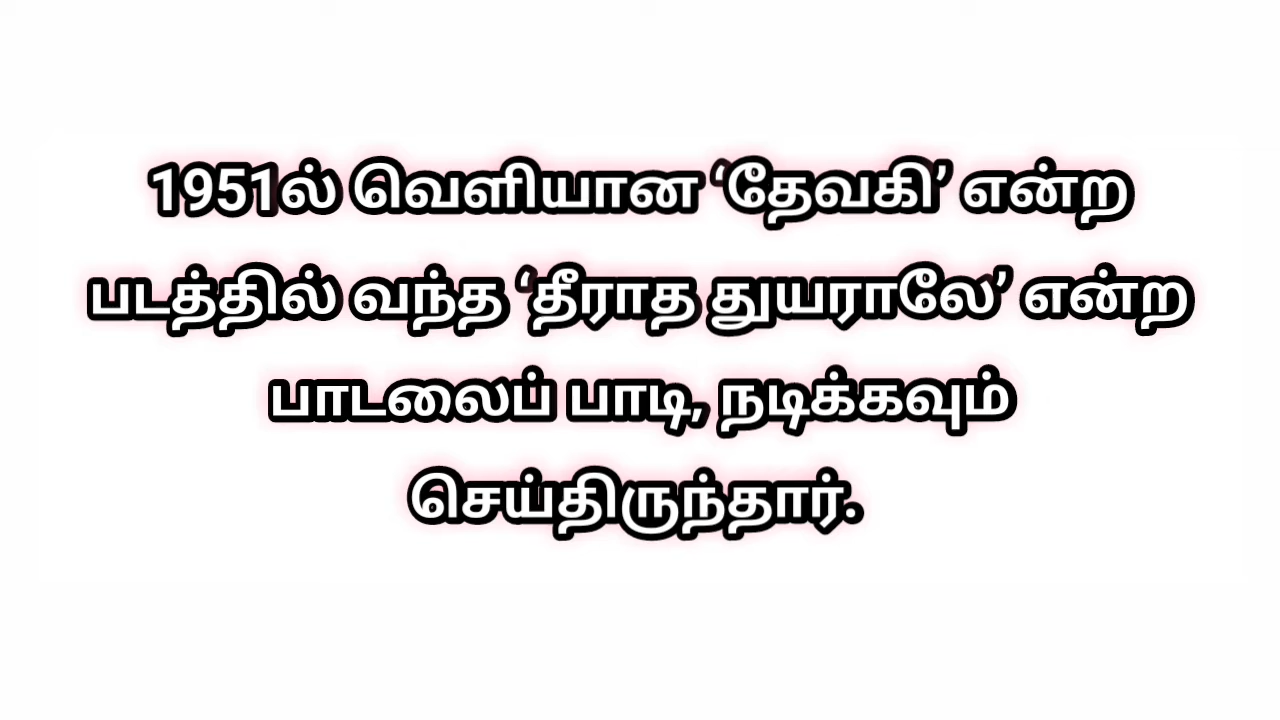 1951ல் வெளியான ‘தேவகி’ என்ற
படத்தில் வந்த ‘தீராத துயராலே’ என்ற
பாடலைப் பாடி, நடிக்கவும்
செய்திருந்தார்.